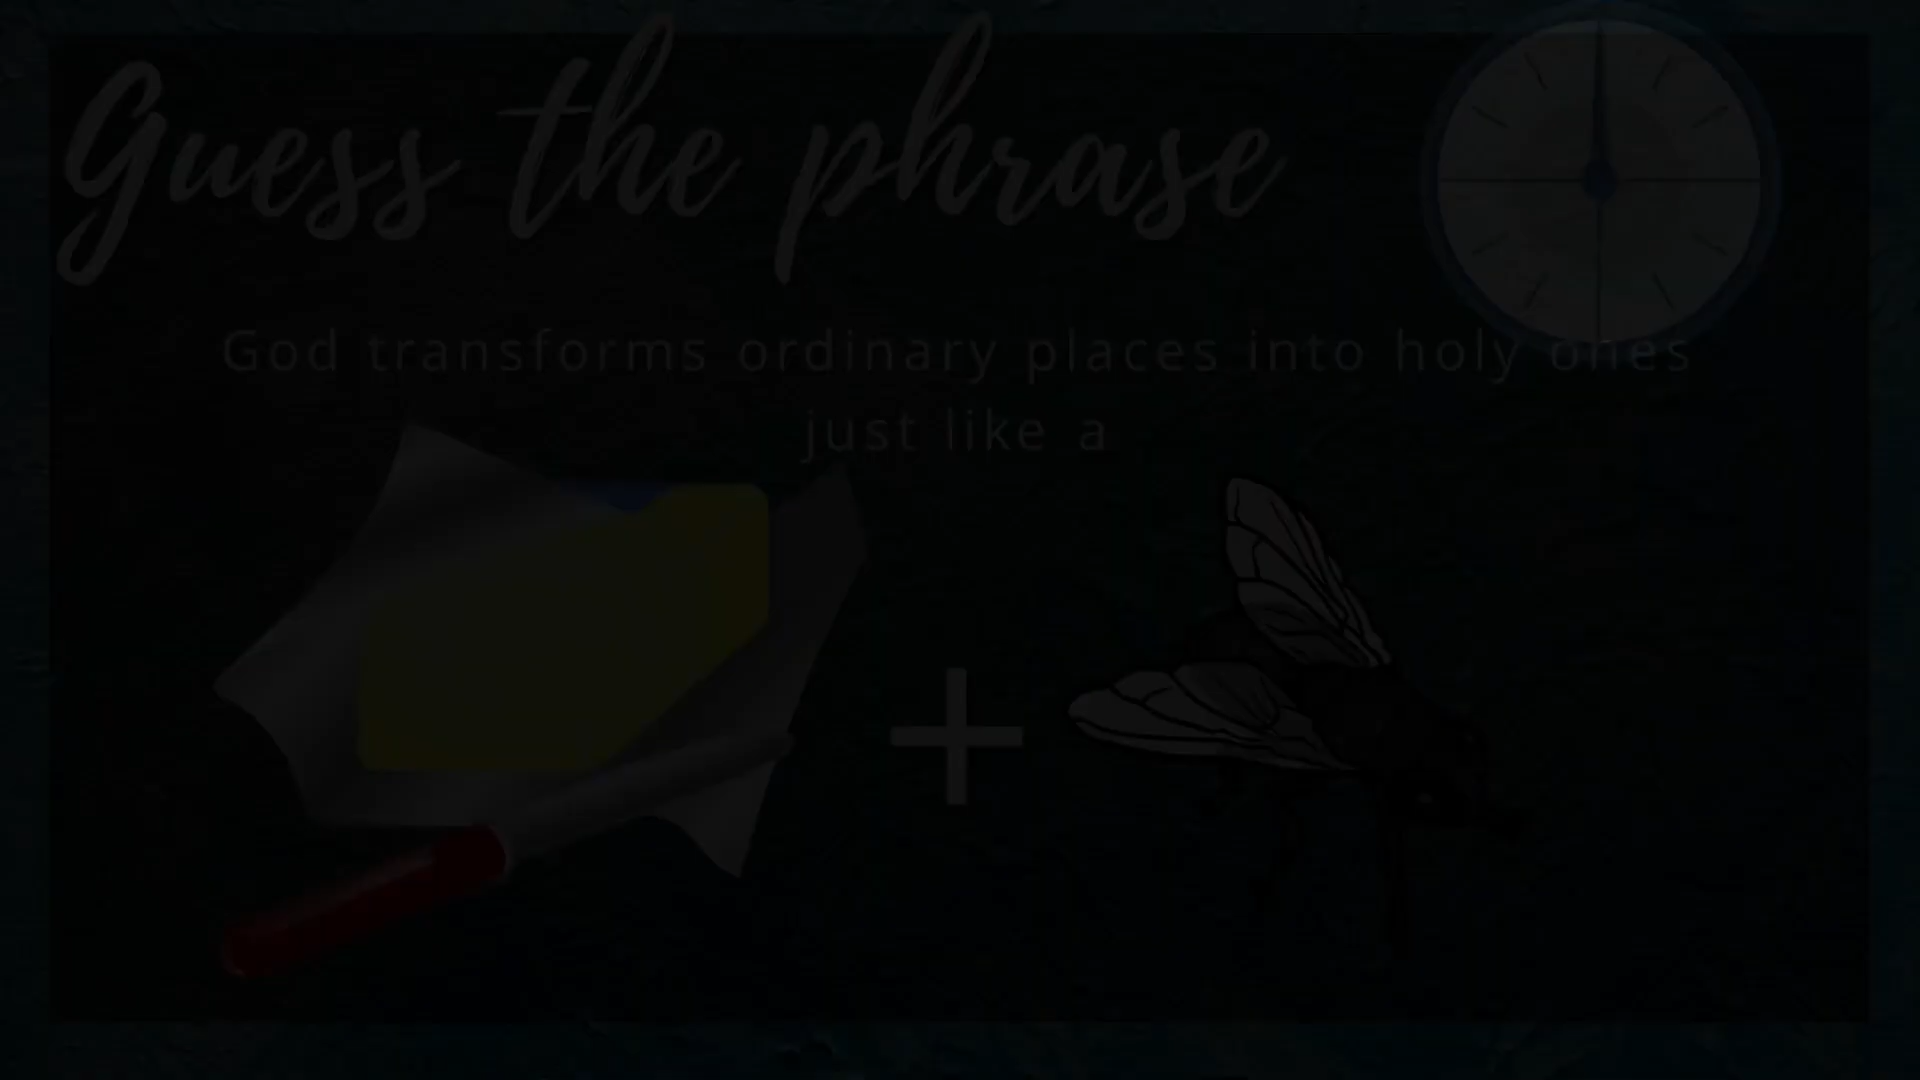 Guess the phrase
God transforms ordinary places into holy ones
just like a
+